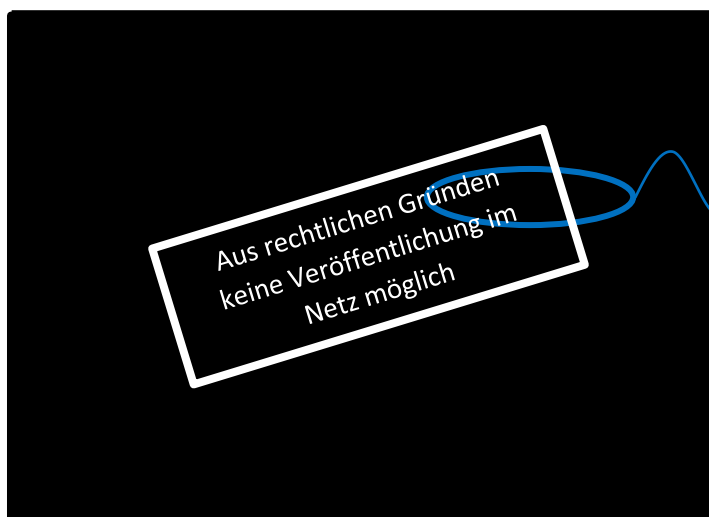 Aus rechtlichen Gründen
keine Veröffentlichung im
Netz möglich